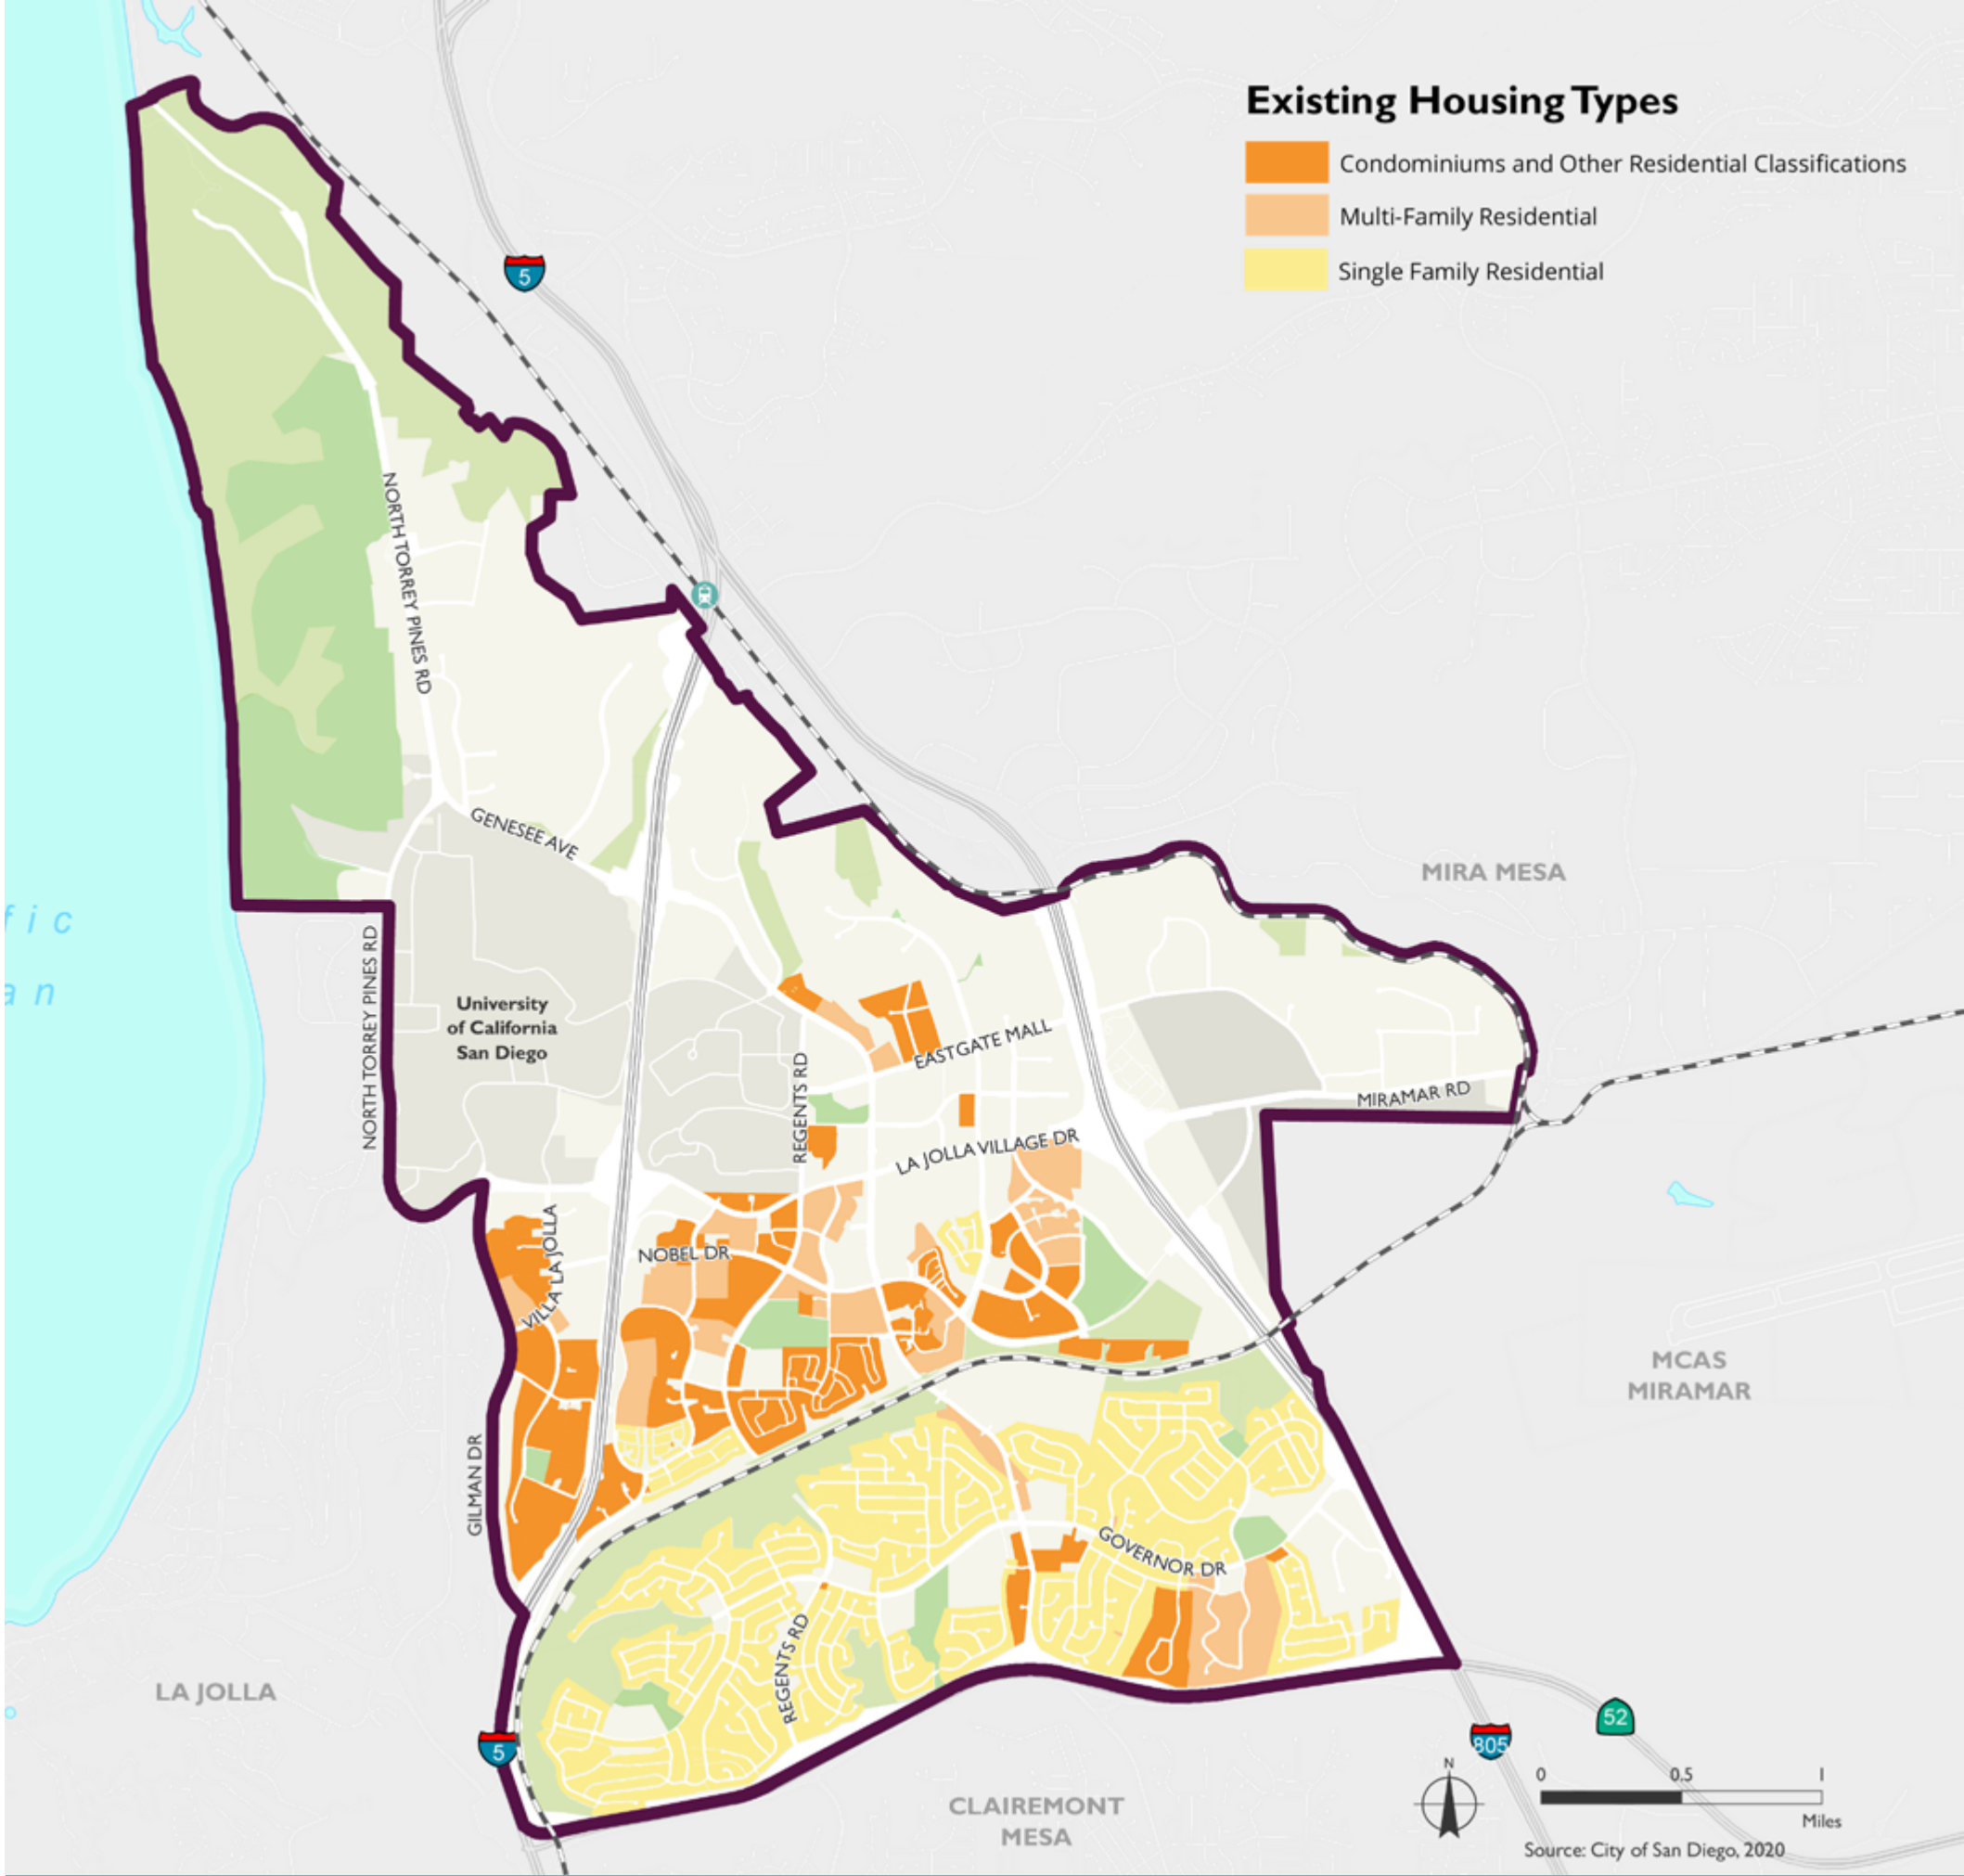 Existing Housing Types
Condominiums and Other Residential Classifications
Multi-Family Residential
Single Family Residential
5
NORTH TORREY PINES RD
GENESEE AVE
MIRA MESA
fic
an
NORTH TORREY PINES RD
University
of California
San Diego
REGENTS RD
EASTGATE MALL
MIRAMAR RD
LA JOLLA VILLAGE DR
VILLA LA JOLLA
NOBEL DR
MCAS
MIRAMAR
GILMAN DR
GOVERNOR DR
REGENTS RD
LA JOLLA
5
52
805
CLAIREMONT
MESA
N
0 0.5 1
Miles
Source: City of San Diego, 2020